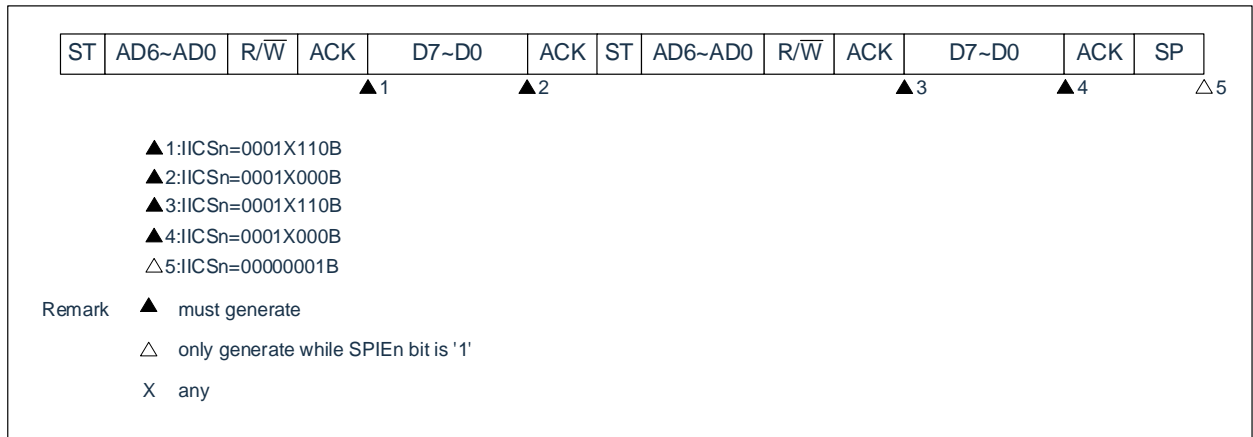 ST AD6~AD0 R/W̅ ACK D7~D0 ACK ST AD6~AD0 R/W̅ ACK D7~D0 ACK SP
▲1 ▲2 ▲3 ▲4 △5
▲1:IICSn=0001X110B
▲2:IICSn=0001X000B
▲3:IICSn=0001X110B
▲4:IICSn=0001X000B
△5:IICSn=00000001B
Remark ▲ must generate
△ only generate while SPIEn bit is '1'
X any